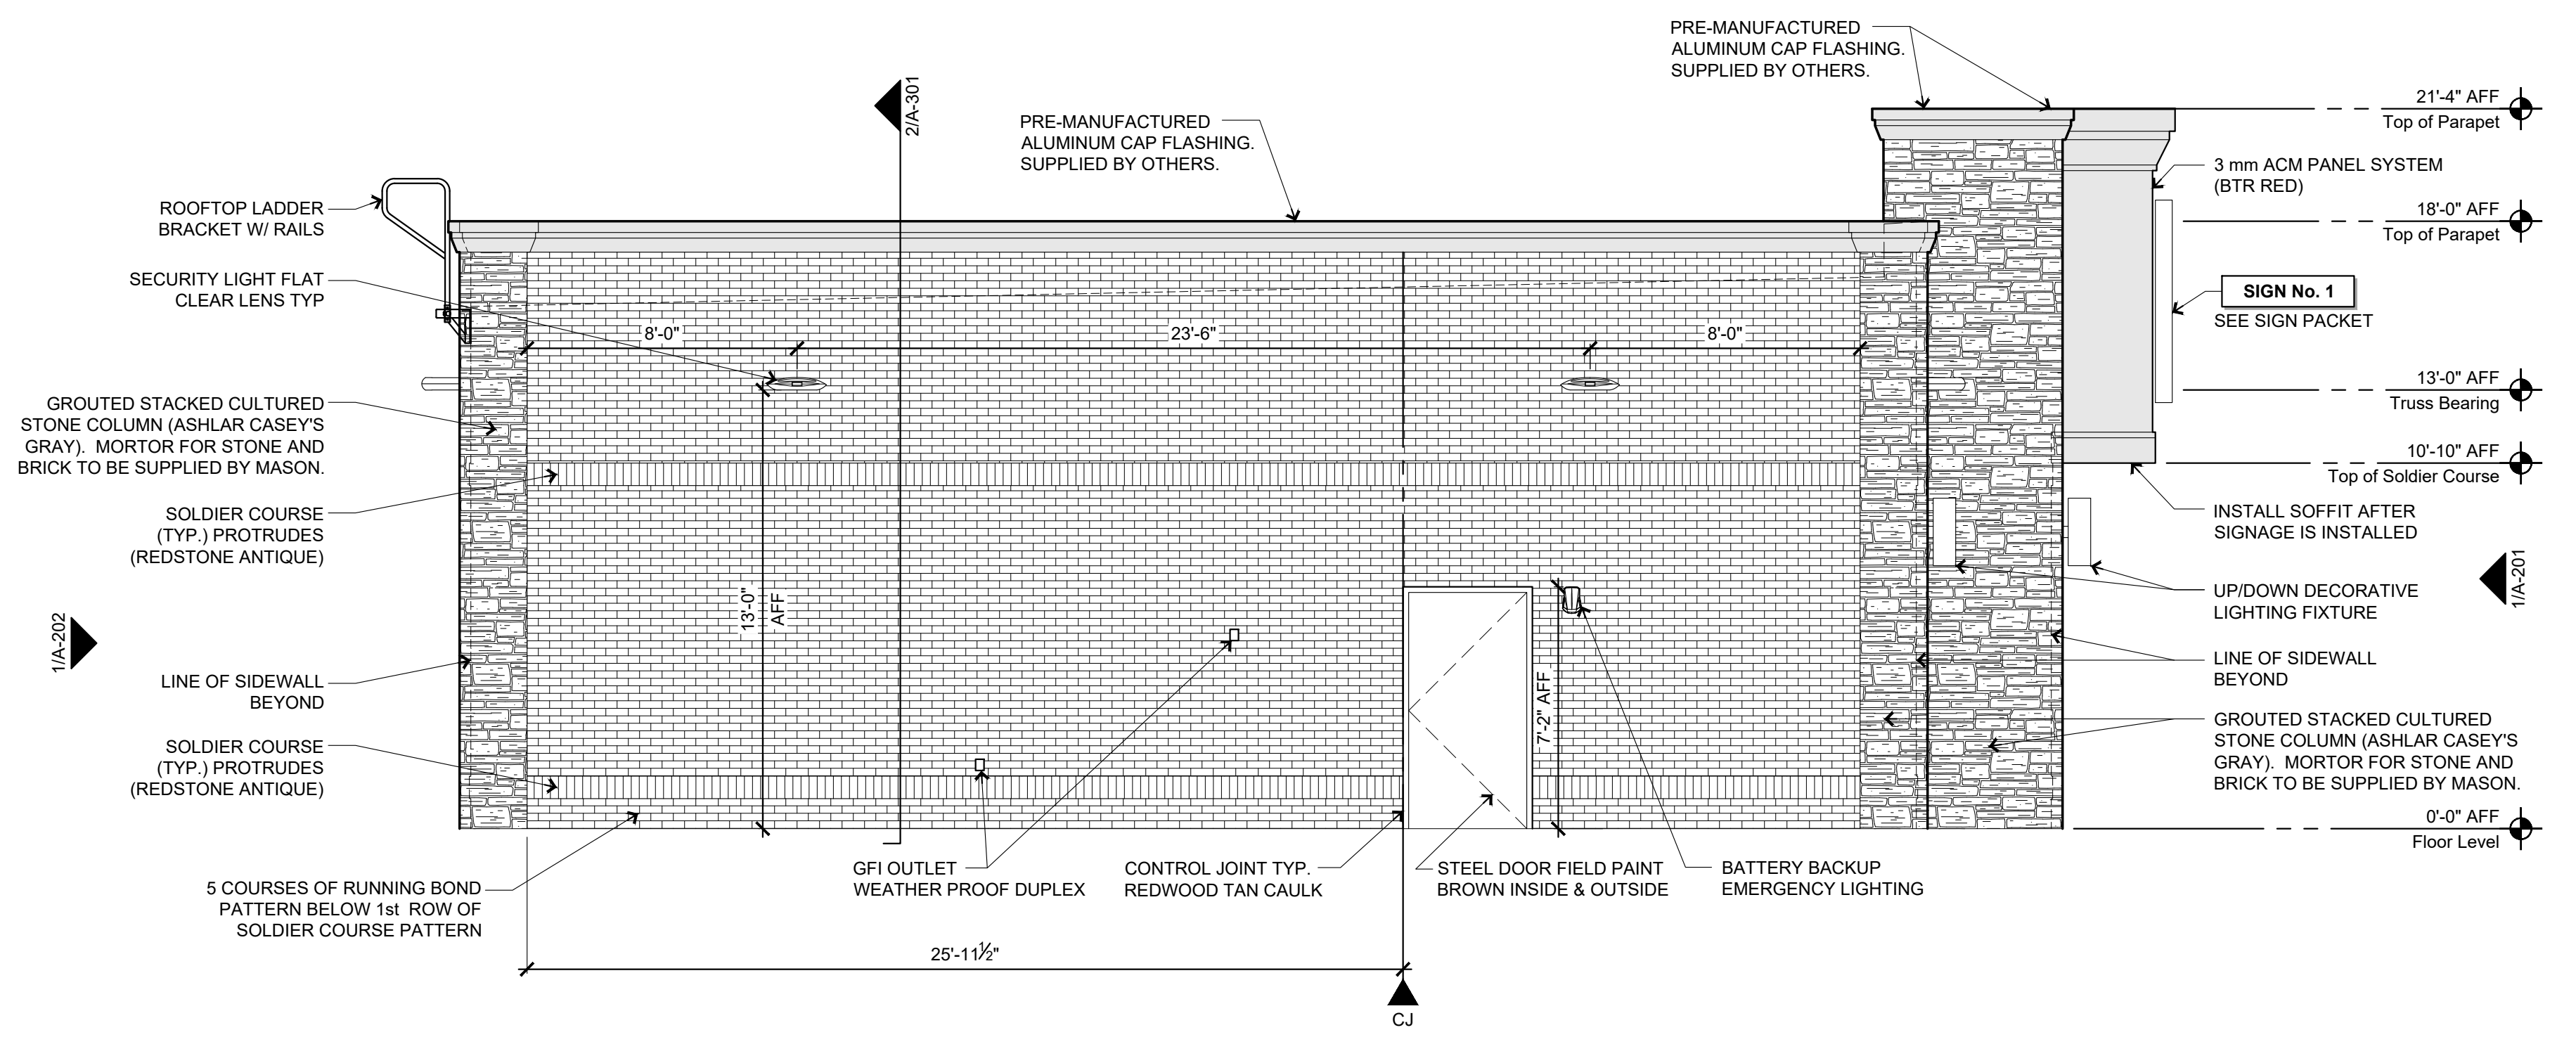 PRE-MANUFACTURED
ALUMINUM CAP FLASHING.
SUPPLIED BY OTHERS.
2/A-301
PRE-MANUFACTURED
ALUMINUM CAP FLASHING.
SUPPLIED BY OTHERS.
21'-4" AFF
Top of Parapet
3 mm ACM PANEL SYSTEM
(BTR RED)
ROOFTOP LADDER
BRACKET W/ RAILS
18'-0" AFF
Top of Parapet
SECURITY LIGHT FLAT
CLEAR LENS TYP
SIGN No. 1
SEE SIGN PACKET
8'-0"
23'-6"
8'-0"
13'-0" AFF
Truss Bearing
GROUTED STACKED CULTURED
STONE COLUMN (ASHLAR CASEY'S
GRAY). MORTOR FOR STONE AND
BRICK TO BE SUPPLIED BY MASON.
10'-10" AFF
Top of Soldier Course
SOLDIER COURSE
(TYP.) PROTRUDES
(REDSTONE ANTIQUE)
INSTALL SOFFIT AFTER
SIGNAGE IS INSTALLED
1/A-201
UP/DOWN DECORATIVE
LIGHTING FIXTURE
13'-0"
AFF
1/A-202
LINE OF SIDEWALL
BEYOND
7'-2" AFF
LINE OF SIDEWALL
BEYOND
SOLDIER COURSE
(TYP.) PROTRUDES
(REDSTONE ANTIQUE)
GROUTED STACKED CULTURED
STONE COLUMN (ASHLAR CASEY'S
GRAY). MORTOR FOR STONE AND
BRICK TO BE SUPPLIED BY MASON.
0'-0" AFF
Floor Level
GFI OUTLET
WEATHER PROOF DUPLEX
CONTROL JOINT TYP.
REDWOOD TAN CAULK
STEEL DOOR FIELD PAINT
BROWN INSIDE & OUTSIDE
BATTERY BACKUP
EMERGENCY LIGHTING
5 COURSES OF RUNNING BOND
PATTERN BELOW 1st ROW OF
SOLDIER COURSE PATTERN
25'-11½"
CJ